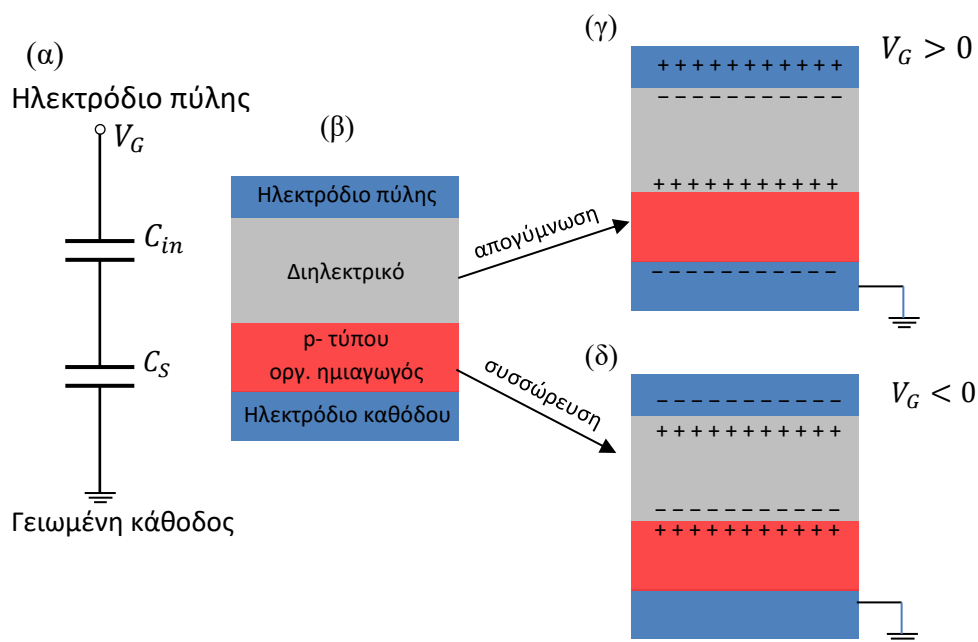 (α)
Ηλεκτρόδιο πύλης
V_G
C_in
C_S
Γειωμένη κάθοδος
(β)
Ηλεκτρόδιο πύλης
Διηλεκτρικό
p- τύπου
οργ. ημιαγωγός
Ηλεκτρόδιο καθόδου
απογύμνωση
συσσώρευση
(γ)
V_G > 0
+ + + + + + + + + + +
− − − − − − − − − − −
+ + + + + + + + + + +
− − − − − − − − − − −
(δ)
V_G < 0
− − − − − − − − − − −
+ + + + + + + + + + +
− − − − − − − − − − −
+ + + + + + + + + + +